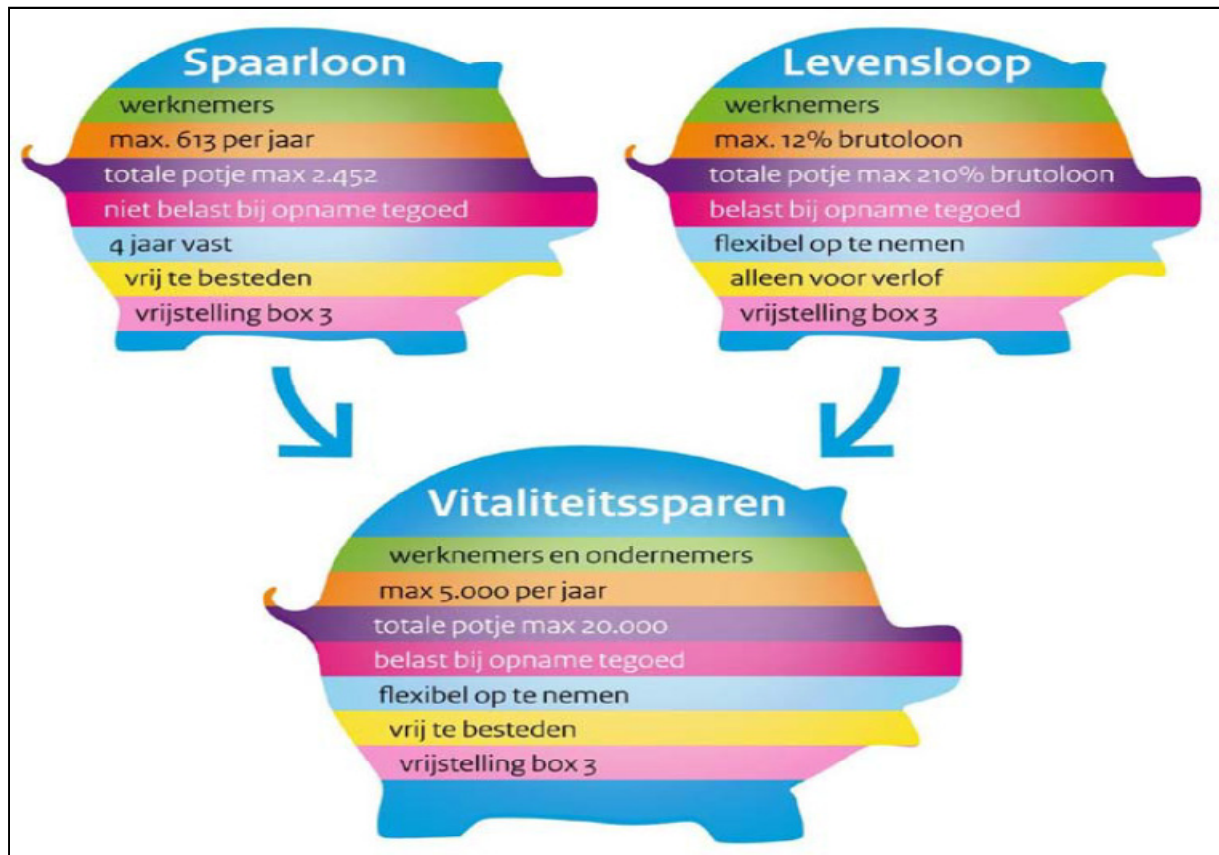 Spaarloon
werknemers
max. 613 per jaar
totale potje max 2.452
niet belast bij opname tegoed
4 jaar vast
vrij te besteden
vrijstelling box 3
Levensloop
werknemers
max. 12% brutoloon
totale potje max 210% brutoloon
belast bij opname tegoed
flexibel op te nemen
alleen voor verlof
vrijstelling box 3
Vitaliteitssparen
werknemers en ondernemers
max 5.000 per jaar
totale potje max 20.000
belast bij opname tegoed
flexibel op te nemen
vrij te besteden
vrijstelling box 3